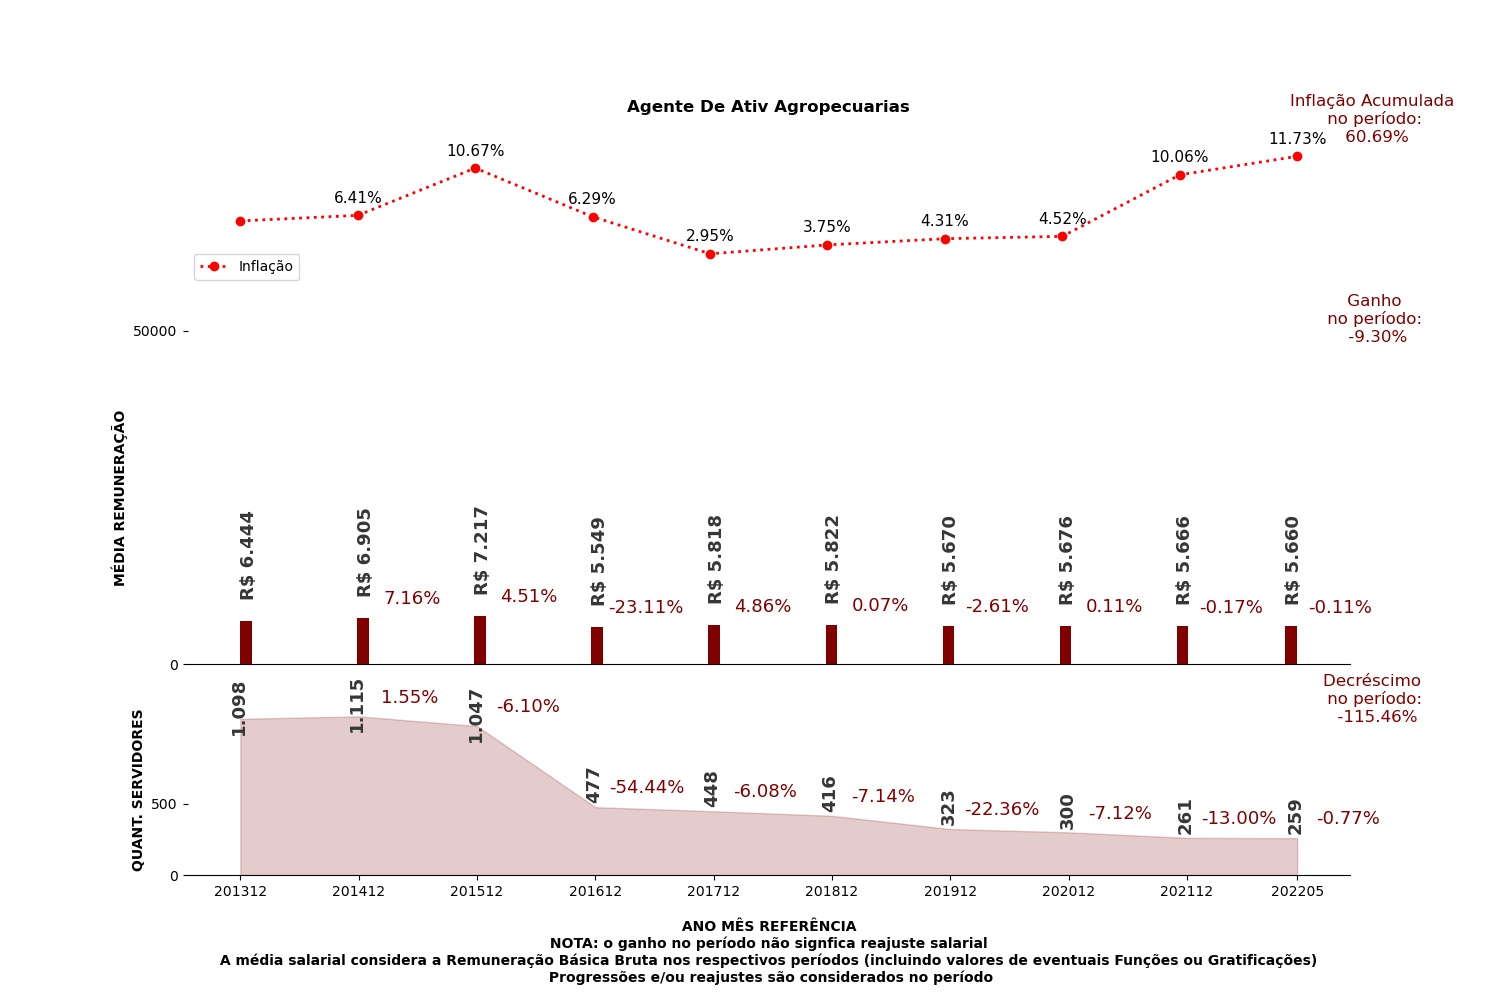 Agente De Ativ Agropecuarias
Inflação Acumulada
no período:
60.69%
6.41%
10.67%
6.29%
2.95%
3.75%
4.31%
4.52%
10.06%
11.73%
Inflação
Ganho
no período:
-9.30%
50000
0
MÉDIA REMUNERAÇÃO
R$ 6.444
R$ 6.905
R$ 7.217
R$ 5.549
R$ 5.818
R$ 5.822
R$ 5.670
R$ 5.676
R$ 5.666
R$ 5.660
7.16%
4.51%
-23.11%
4.86%
0.07%
-2.61%
0.11%
-0.17%
-0.11%
Decréscimo
no período:
-115.46%
QUANT. SERVIDORES
500
0
1.098
1.115
1.047
477
448
416
323
300
261
259
1.55%
-6.10%
-54.44%
-6.08%
-7.14%
-22.36%
-7.12%
-13.00%
-0.77%
201312
201412
201512
201612
201712
201812
201912
202012
202112
202205
ANO MÊS REFERÊNCIA
NOTA: o ganho no período não signfica reajuste salarial
A média salarial considera a Remuneração Básica Bruta nos respectivos períodos (incluindo valores de eventuais Funções ou Gratificações)
Progressões e/ou reajustes são considerados no período